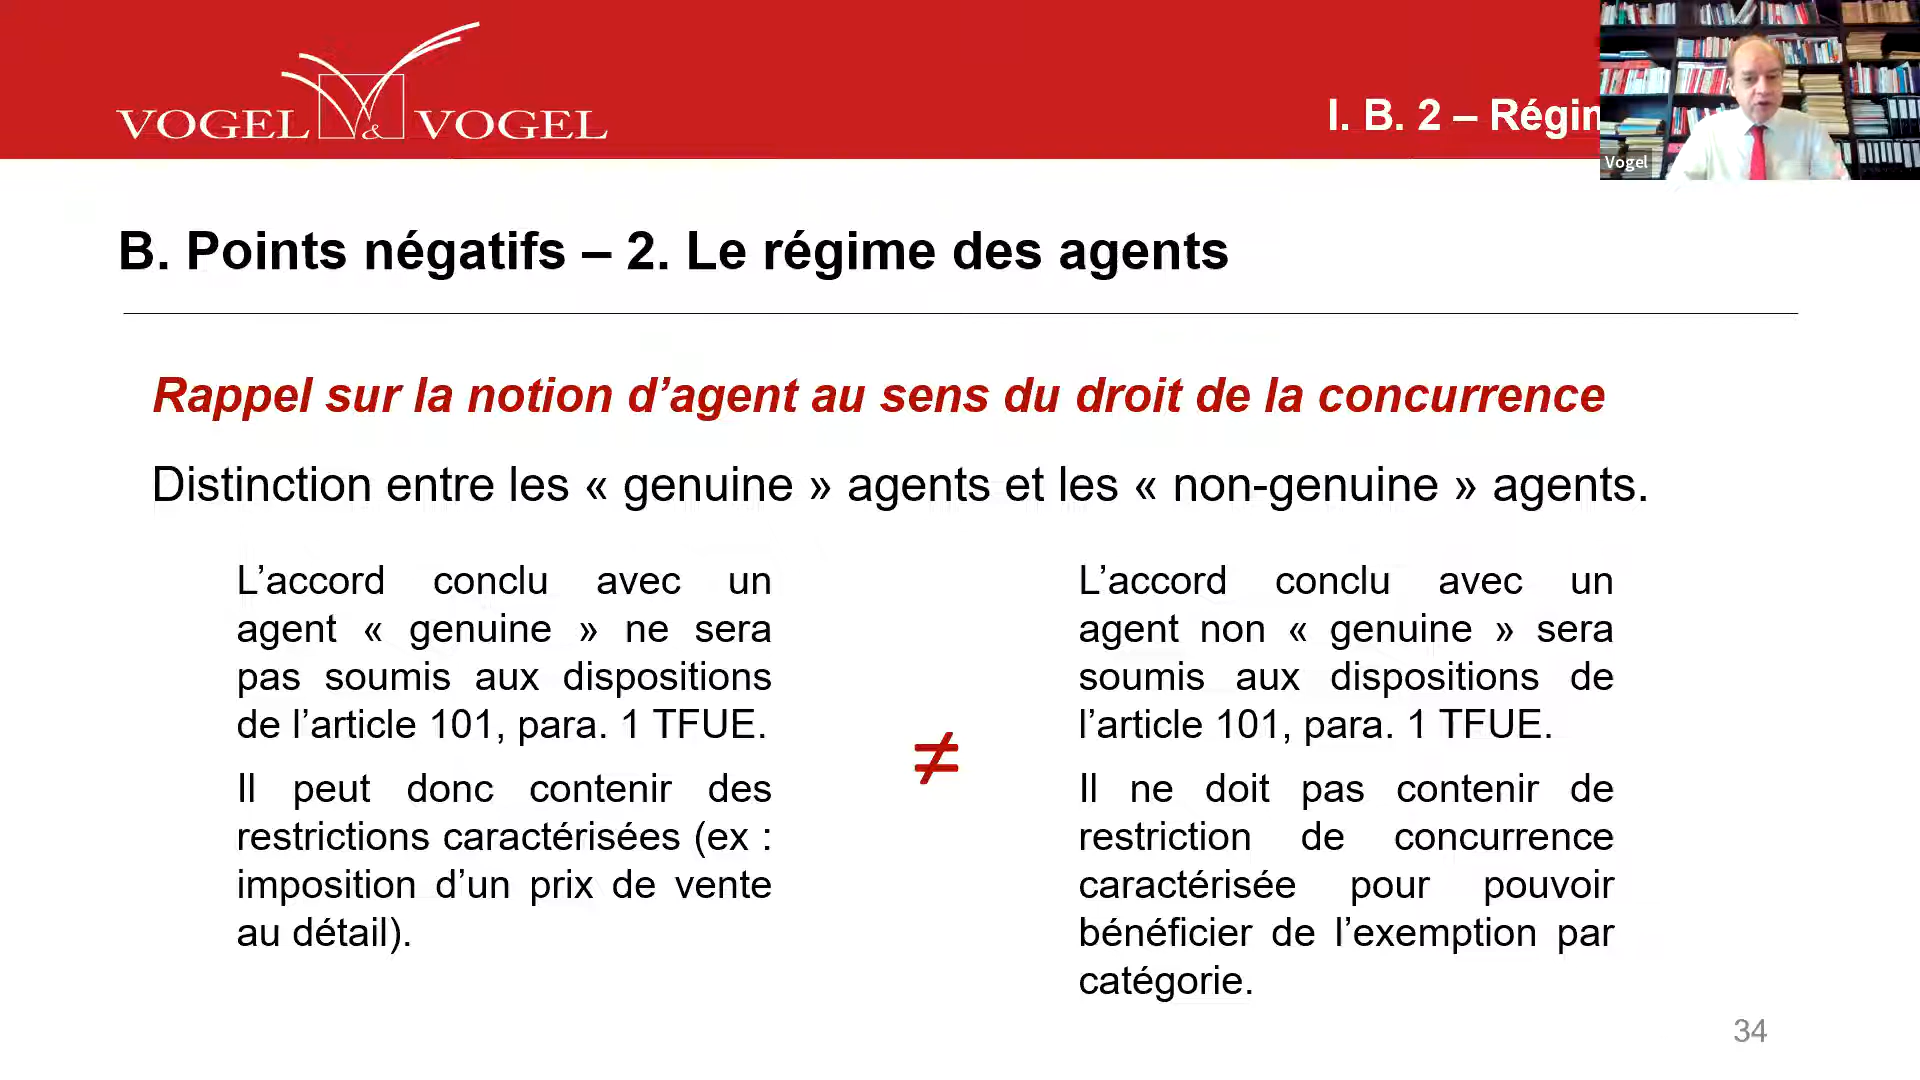 VOGEL & VOGEL
I. B. 2 – Régim
Vogel
B. Points négatifs – 2. Le régime des agents
Rappel sur la notion d’agent au sens du droit de la concurrence
Distinction entre les « genuine » agents et les « non-genuine » agents.
L’accord conclu avec un
agent « genuine » ne sera
pas soumis aux dispositions
de l’article 101, para. 1 TFUE.
Il peut donc contenir des
restrictions caractérisées (ex :
imposition d’un prix de vente
au détail).
≠
L’accord conclu avec un
agent non « genuine » sera
soumis aux dispositions de
l’article 101, para. 1 TFUE.
Il ne doit pas contenir de
restriction de concurrence
caractérisée pour pouvoir
bénéficier de l’exemption par
catégorie.
34